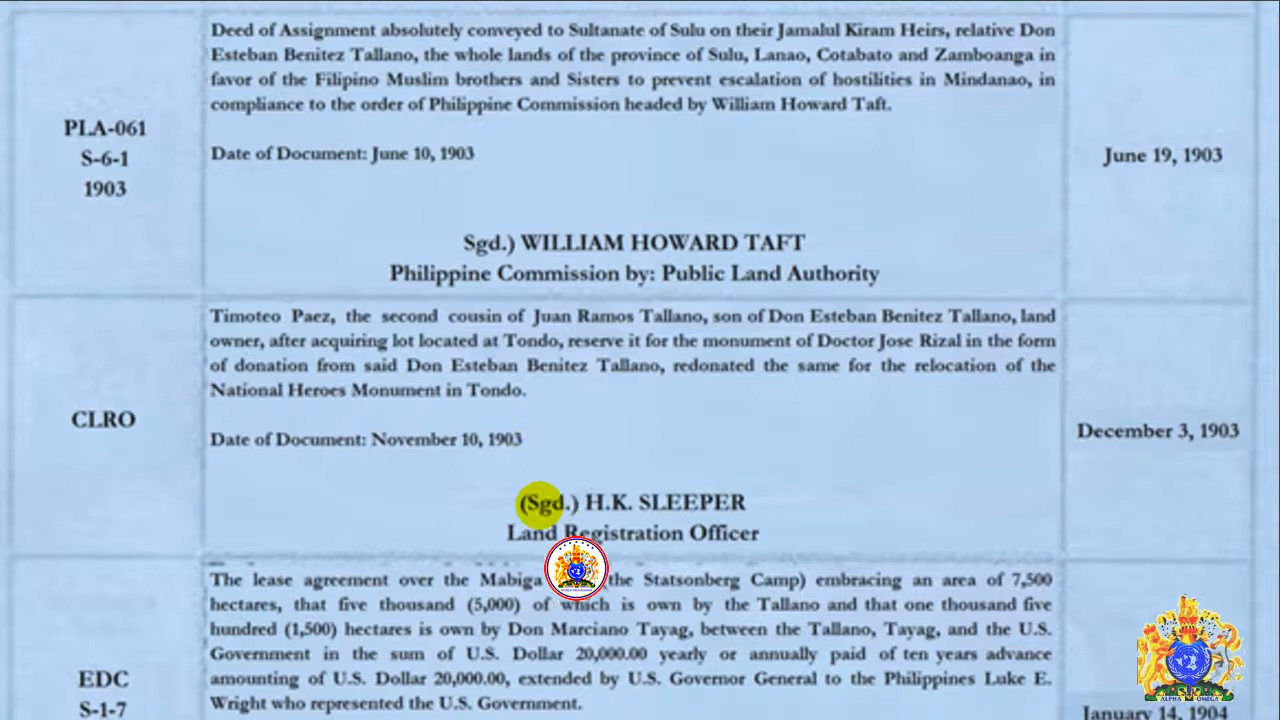 Deed of Assignment absolutely conveyed to Sultanate of Sulu on their Jamalul Kiram Heirs, relative Don
Esteban Benitez Tallano, the whole lands of the province of Sulu, Lanao, Cotabato and Zamboanga in
favor of the Filipino Muslim brothers and Sisters to prevent escalation of hostilities in Mindanao, in
compliance to the order of Philippine Commission headed by William Howard Taft.
PLA-061
S-6-1
1903
Date of Document: June 10, 1903
June 19, 1903
Sgd.) WILLIAM HOWARD TAFT
Philippine Commission by: Public Land Authority
Timoteo Paez, the second cousin of Juan Ramos Tallano, son of Don Esteban Benitez Tallano, land
owner, after acquiring lot located at Tondo, reserve it for the monument of Doctor Jose Rizal in the form
of donation from said Don Esteban Benitez Tallano, redonated the same for the relocation of the
National Heroes Monument in Tondo.
CLRO
Date of Document: November 10, 1903
December 3, 1903
(Sgd.) H.K. SLEEPER
Land Registration Officer
The lease agreement over the Mabiga the Statsonberg Camp) embracing an area of 7,500
hectares, that five thousand (5,000) of which is own by the Tallano and that one thousand five
hundred (1,500) hectares is own by Don Marciano Tayag, between the Tallano, Tayag, and the U.S.
Government in the sum of U.S. Dollar 20,000.00 yearly or annually paid of ten years advance
amounting of U.S. Dollar 20,000.00, extended by U.S. Governor General to the Philippines Luke E.
Wright who represented the U.S. Government.
EDC
S-1-7
January 14, 1904
ALPHA OMEGA